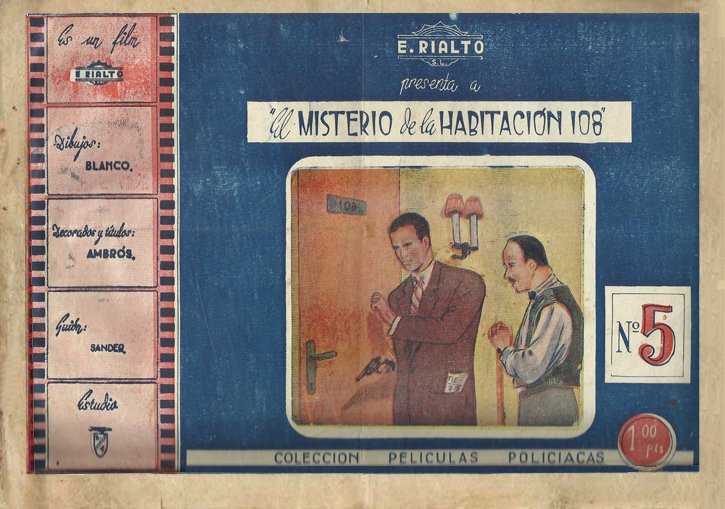 Es un film
E. RIALTO
Dibujos:
BLANCO.
Decorados y títulos:
AMBRÓS.
Guión:
SANDER
Estudio
E. RIALTO
S. L.
presenta a
"El MISTERIO de la HABITACIÓN 108"
108
Nº 5
COLECCION PELICULAS POLICIACAS
1'00
pts